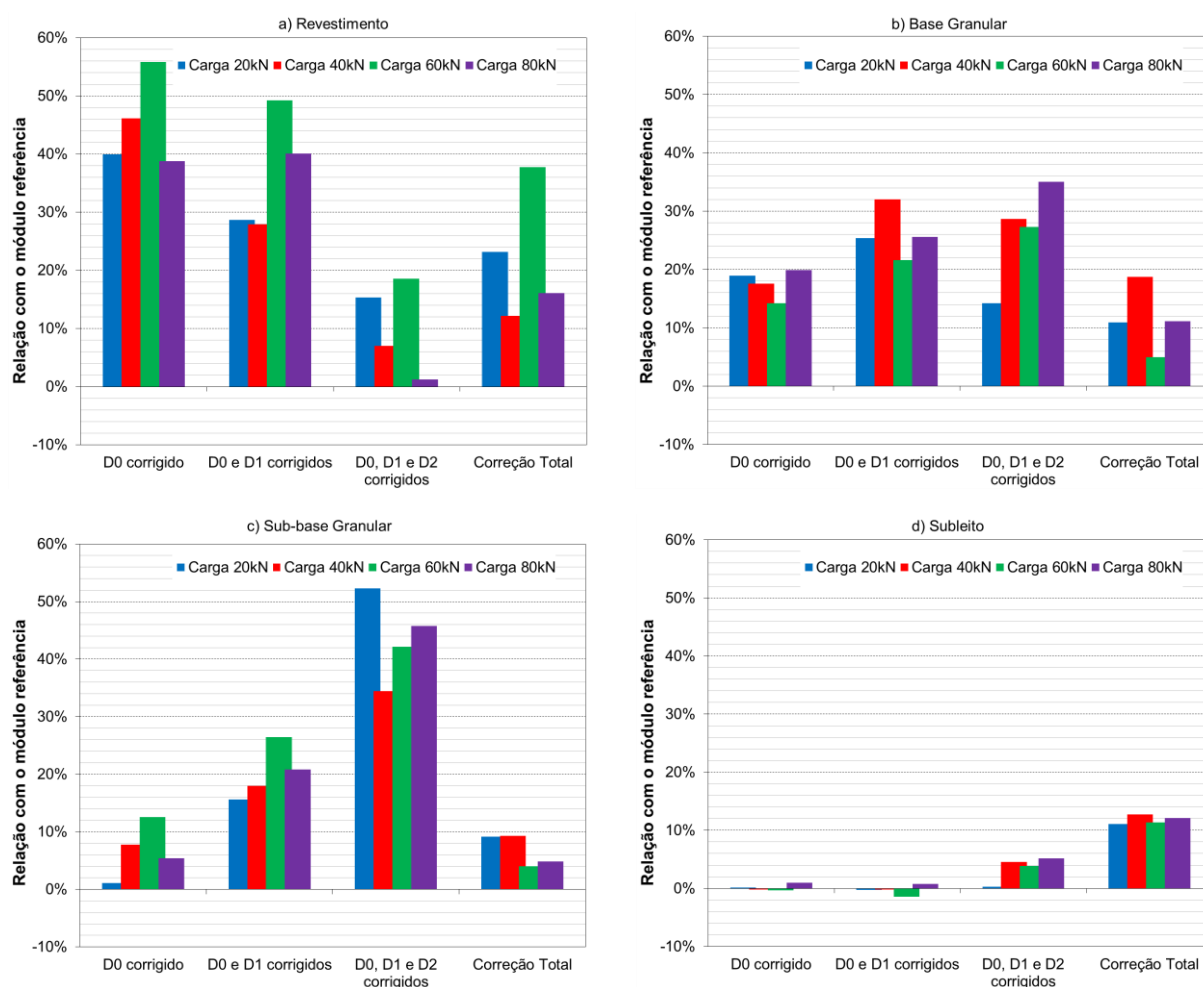 a) Revestimento
Relação com o módulo referência
60%
50%
40%
30%
20%
10%
0%
-10%
Carga 20kN Carga 40kN Carga 60kN Carga 80kN
D0 corrigido D0 e D1 corrigidos D0, D1 e D2 Correção Total
corrigidos
b) Base Granular
Relação com o módulo referência
60%
50%
40%
30%
20%
10%
0%
-10%
Carga 20kN Carga 40kN Carga 60kN Carga 80kN
D0 corrigido D0 e D1 corrigidos D0, D1 e D2 Correção Total
corrigidos
c) Sub-base Granular
Relação com o módulo referência
60%
50%
40%
30%
20%
10%
0%
-10%
Carga 20kN Carga 40kN Carga 60kN Carga 80kN
D0 corrigido D0 e D1 corrigidos D0, D1 e D2 Correção Total
corrigidos
d) Subleito
Relação com o módulo referência
60%
50%
40%
30%
20%
10%
0%
-10%
Carga 20kN Carga 40kN Carga 60kN Carga 80kN
D0 corrigido D0 e D1 corrigidos D0, D1 e D2 Correção Total
corrigidos